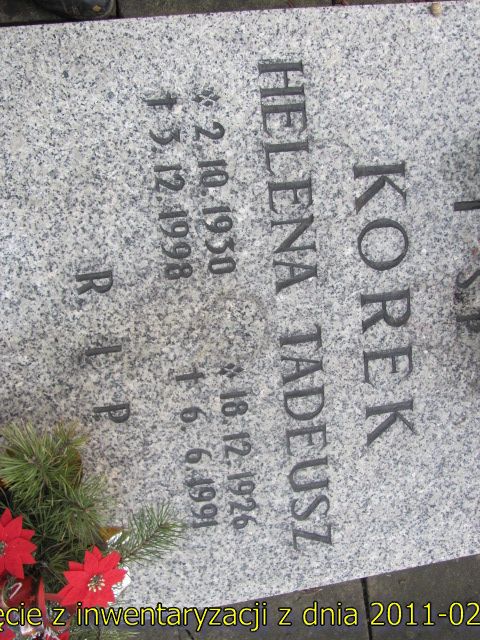 Ś P
KOREK
HELENA TADEUSZ
* 2.10.1930 * 18.12.1926
† 3.12.1998 † 6 6.1991
R. I P
ęcie z inwentaryzacji z dnia 2011-02